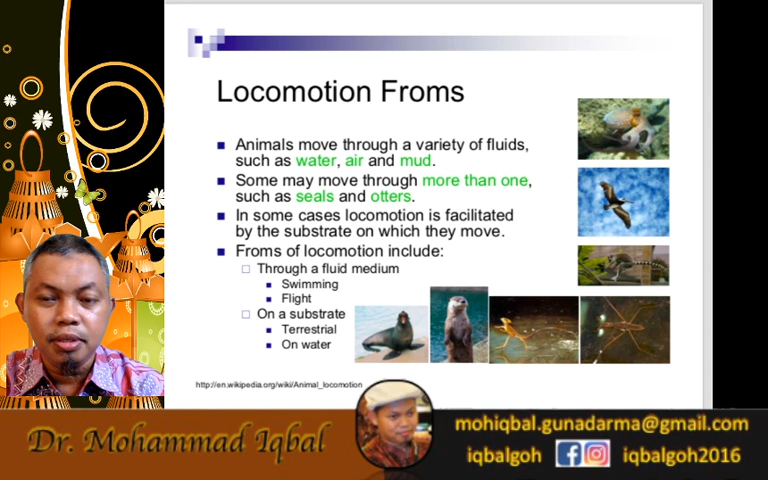 Locomotion Froms
Animals move through a variety of fluids,
such as water, air and mud.
Some may move through more than one,
such as seals and otters.
In some cases locomotion is facilitated
by the substrate on which they move.
Froms of locomotion include:
Through a fluid medium
Swimming
Flight
On a substrate
Terrestrial
On water
http://en.wikipedia.org/wiki/Animal_locomotion
Dr. Mohammad Iqbal
mohiqbal.gunadarma@gmail.com
iqbalgoh
iqbalgoh2016